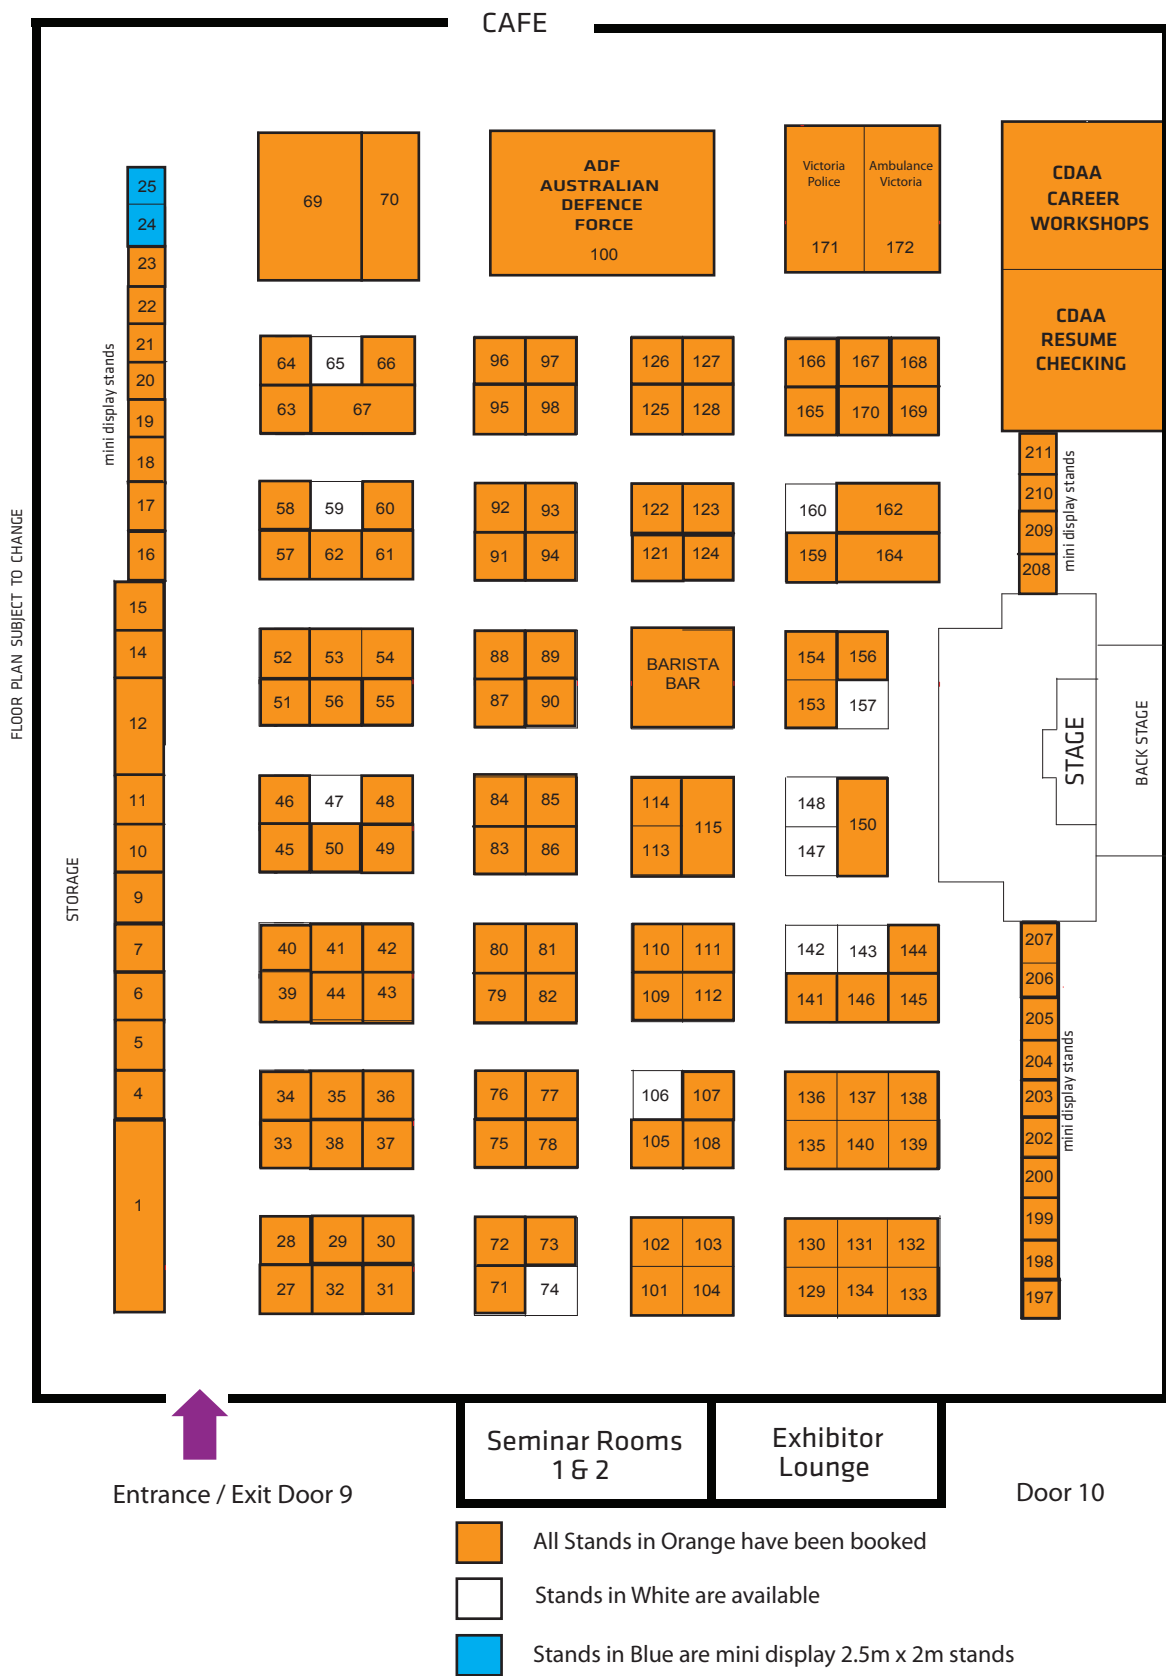 CAFE
ADF
AUSTRALIAN
DEFENCE
FORCE
100
Victoria
Police
171
Ambulance
Victoria
172
CDAA
CAREER
WORKSHOPS
CDAA
RESUME
CHECKING
69
70
25
24
23
22
21
20
19
18
17
16
15
14
12
11
10
9
7
6
5
4
1
mini display stands
FLOOR PLAN SUBJECT TO CHANGE
STORAGE
64 65 66
63 67
96 97
95 98
126 127
125 128
166 167 168
165 170 169
58 59 60
57 62 61
92 93
91 94
122 123
121 124
160 162
159 164
52 53 54
51 56 55
88 89
87 90
BARISTA
BAR
154 156
153 157
46 47 48
45 50 49
84 85
83 86
114
113
115
148
147
150
40 41 42
39 44 43
80 81
79 82
110 111
109 112
142 143 144
141 146 145
34 35 36
33 38 37
76 77
75 78
106 107
105 108
136 137 138
135 140 139
28 29 30
27 32 31
72 73
71 74
102 103
101 104
130 131 132
129 134 133
211
210
209
208
mini display stands
STAGE
BACK STAGE
207
206
205
204
203
202
200
199
198
197
mini display stands
Entrance / Exit Door 9
Seminar Rooms
1 & 2
Exhibitor
Lounge
Door 10
All Stands in Orange have been booked
Stands in White are available
Stands in Blue are mini display 2.5m x 2m stands